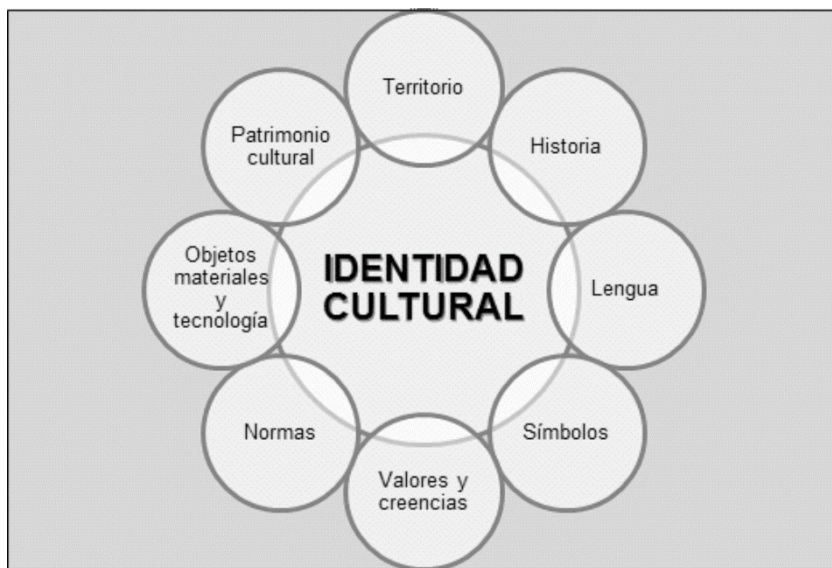 Territorio
Historia
Lengua
Símbolos
Valores y
creencias
Normas
Objetos
materiales
y
tecnología
Patrimonio
cultural
IDENTIDAD
CULTURAL